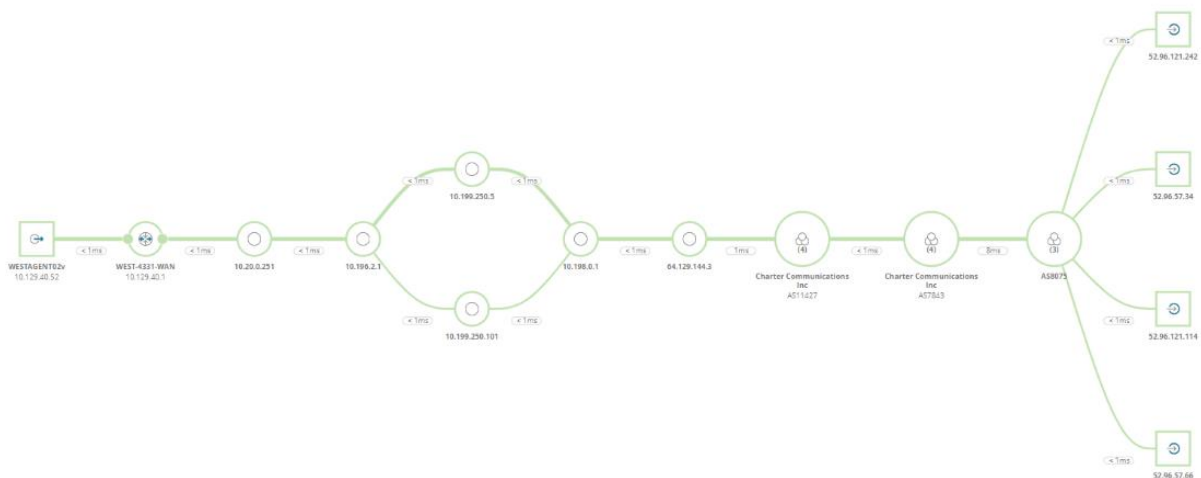 < 1ms
52.96.121.242
< 1ms
< 1ms
< 1ms
10.199.250.5
52.96.57.34
< 1ms
< 1ms
< 1ms
< 1ms
1ms
< 1ms
8ms
WESTAGENT02v
10.129.40.52
WEST-4331-WAN
10.129.40.1
10.20.0.251
10.196.2.1
10.198.0.1
64.129.144.3
(4)
Charter Communications
Inc
AS11427
(4)
Charter Communications
Inc
AS7843
(3)
AS8075
< 1ms
< 1ms
< 1ms
10.199.250.101
52.96.121.114
< 1ms
52.96.57.66